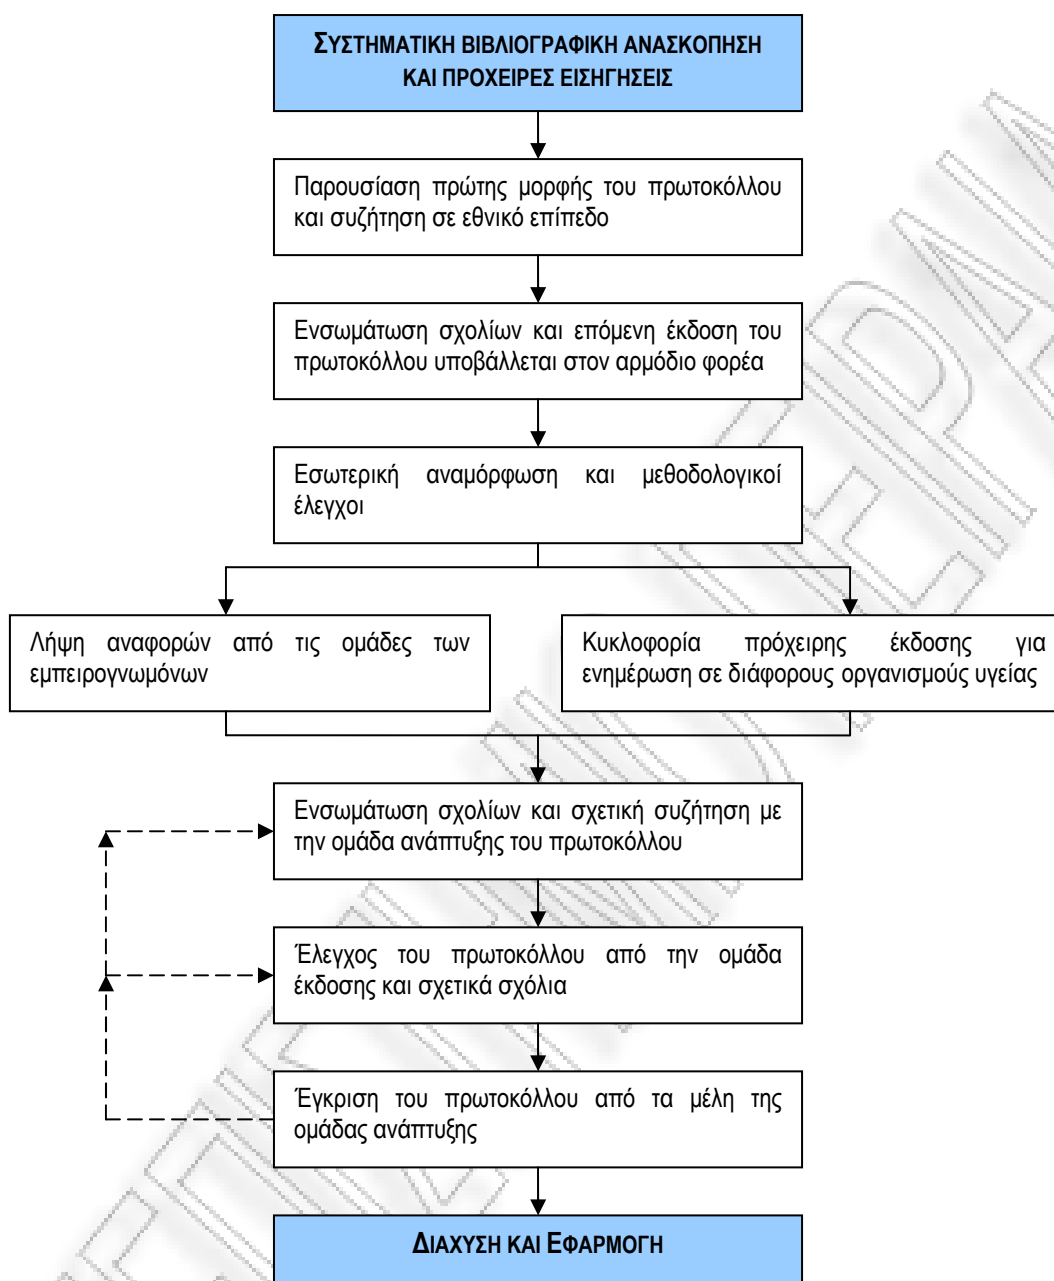 ΣΥΣΤΗΜΑΤΙΚΗ ΒΙΒΛΙΟΓΡΑΦΙΚΗ ΑΝΑΣΚΟΠΗΣΗ
ΚΑΙ ΠΡΟΧΕΙΡΕΣ ΕΙΣΗΓΗΣΕΙΣ
Παρουσίαση πρώτης μορφής του πρωτοκόλλου
και συζήτηση σε εθνικό επίπεδο
Ενσωμάτωση σχολίων και επόμενη έκδοση του
πρωτοκόλλου υποβάλλεται στον αρμόδιο φορέα
Εσωτερική αναμόρφωση και μεθοδολογικοί
έλεγχοι
Λήψη αναφορών από τις ομάδες των
εμπειρογνωμόνων
Κυκλοφορία πρόχειρης έκδοσης για
ενημέρωση σε διάφορους οργανισμούς υγείας
Ενσωμάτωση σχολίων και σχετική συζήτηση με
την ομάδα ανάπτυξης του πρωτοκόλλου
Έλεγχος του πρωτοκόλλου από την ομάδα
έκδοσης και σχετικά σχόλια
Έγκριση του πρωτοκόλλου από τα μέλη της
ομάδας ανάπτυξης
ΔΙΑΧΥΣΗ ΚΑΙ ΕΦΑΡΜΟΓΗ